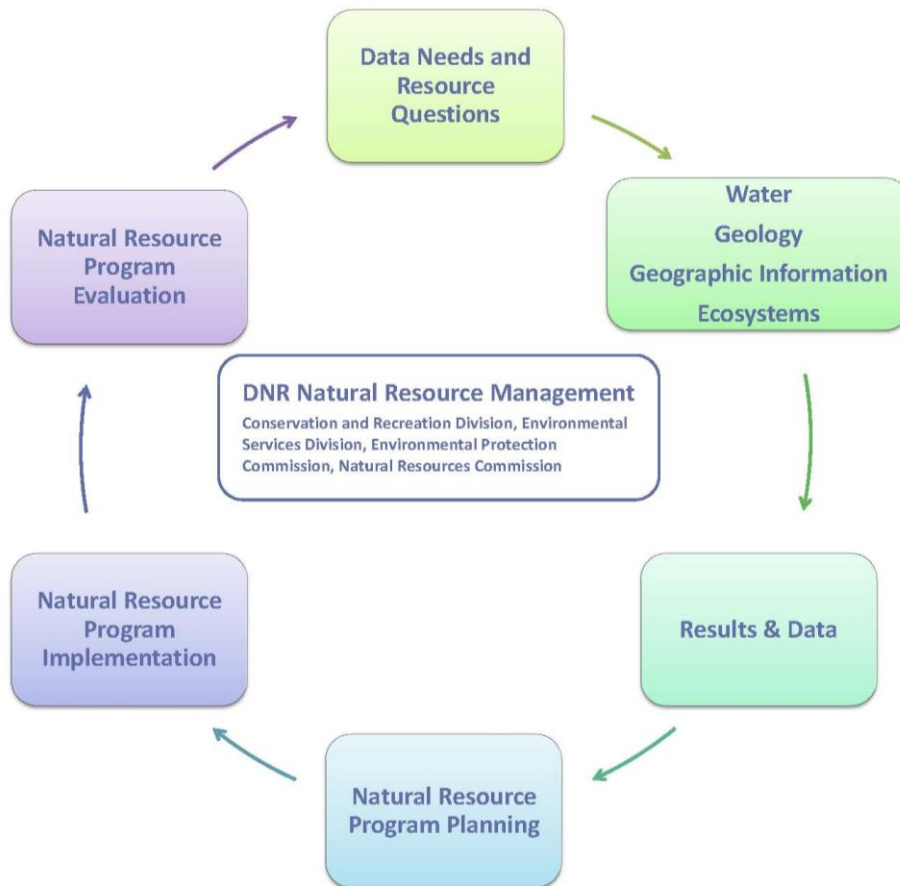 Data Needs and
Resource
Questions
Water
Geology
Geographic Information
Ecosystems
Natural Resource
Program
Evaluation
DNR Natural Resource Management
Conservation and Recreation Division, Environmental
Services Division, Environmental Protection
Commission, Natural Resources Commission
Natural Resource
Program
Implementation
Results & Data
Natural Resource
Program Planning